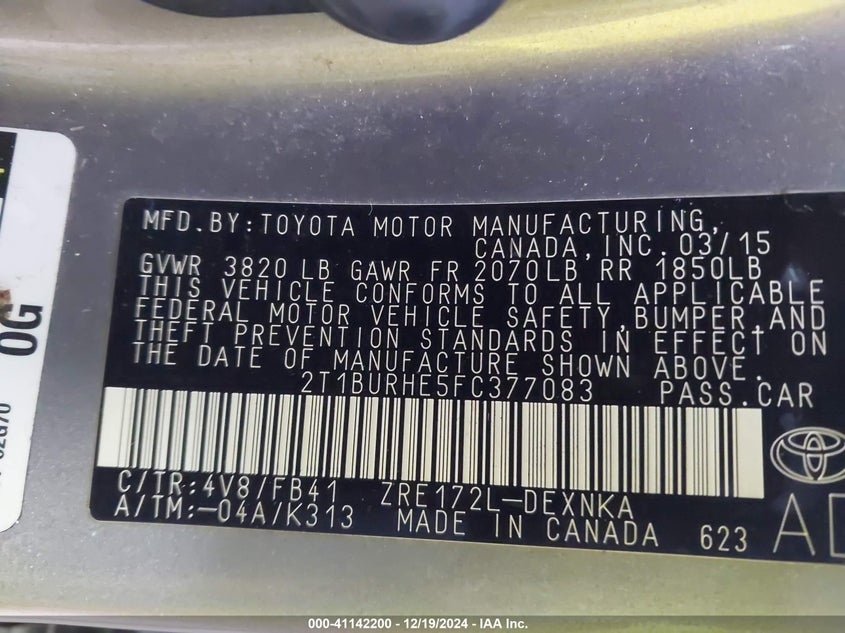 MFD.BY:TOYOTA MOTOR MANUFACTURING,
CANADA,INC.03/15
GVWR 3820LB GAWR FR 2070LB RR 1850LB
THIS VEHICLE CONFORMS TO ALL APPLICABLE
FEDERAL MOTOR VEHICLE SAFETY,BUMPER,AND
THEFT PREVENTION STANDARDS IN EFFECT ON
THE DATE OF MANUFACTURE SHOWN ABOVE.
2T1BURHE5FC377083 PASS.CAR
C/TR:4V8/FB41 ZRE172L-DEXNKA
A/TM:-04A/K313 MADE IN CANADA 623
0G
000-41142200 - 12/19/2024 - IAA Inc.